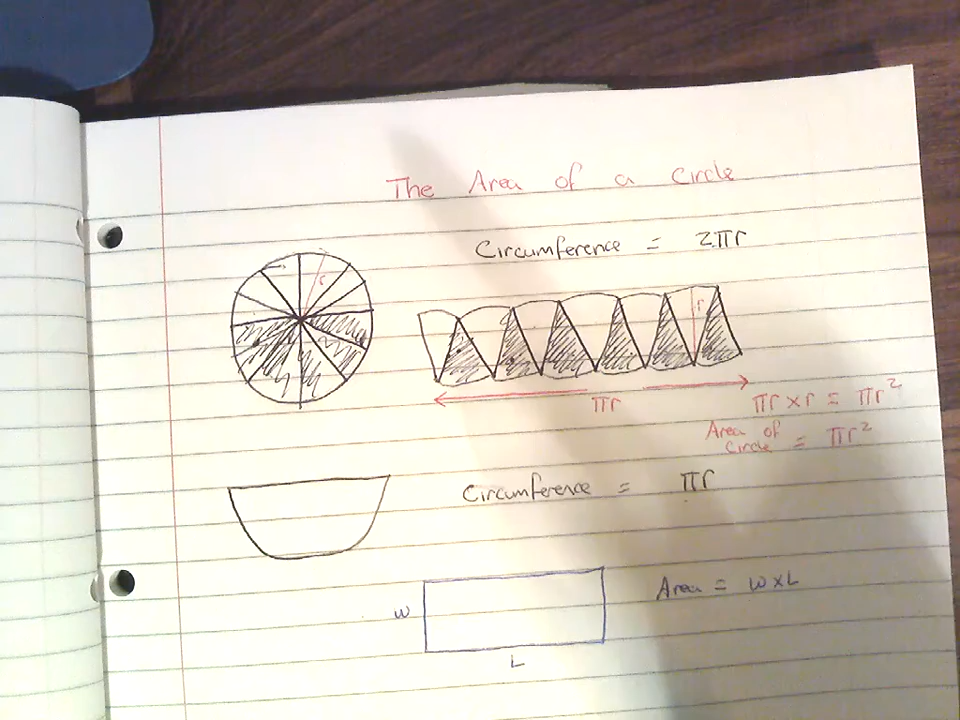 The Area of a Circle
Circumference = 2πr
r
r
πr
πr × r = πr²
Area of Circle = πr²
Circumference = πr
w
Area = w×L
L